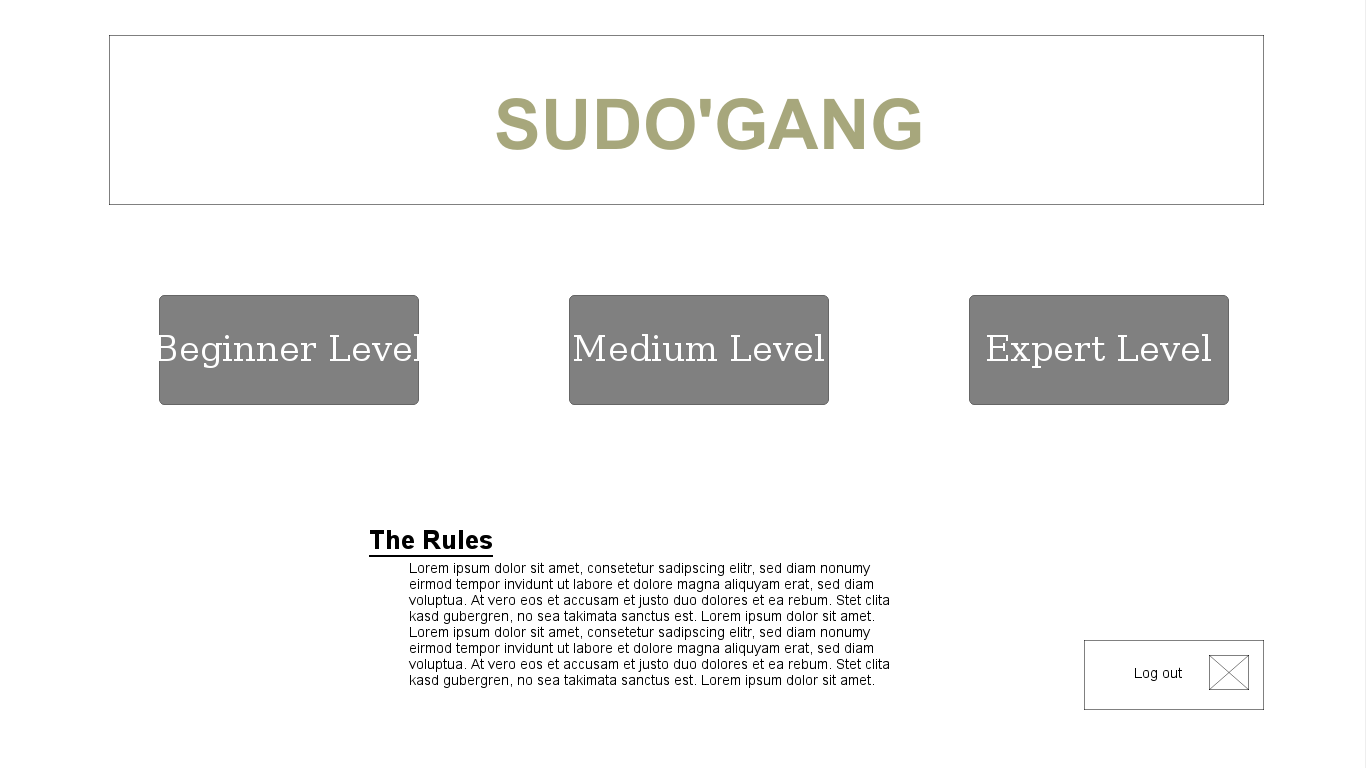 SUDO'GANG
Beginner Level
Medium Level
Expert Level
The Rules
Lorem ipsum dolor sit amet, consetetur sadipscing elitr, sed diam nonumy
eirmod tempor invidunt ut labore et dolore magna aliquyam erat, sed diam
voluptua. At vero eos et accusam et justo duo dolores et ea rebum. Stet clita
kasd gubergren, no sea takimata sanctus est. Lorem ipsum dolor sit amet.
Lorem ipsum dolor sit amet, consetetur sadipscing elitr, sed diam nonumy
eirmod tempor invidunt ut labore et dolore magna aliquyam erat, sed diam
voluptua. At vero eos et accusam et justo duo dolores et ea rebum. Stet clita
kasd gubergren, no sea takimata sanctus est. Lorem ipsum dolor sit amet.
Log out